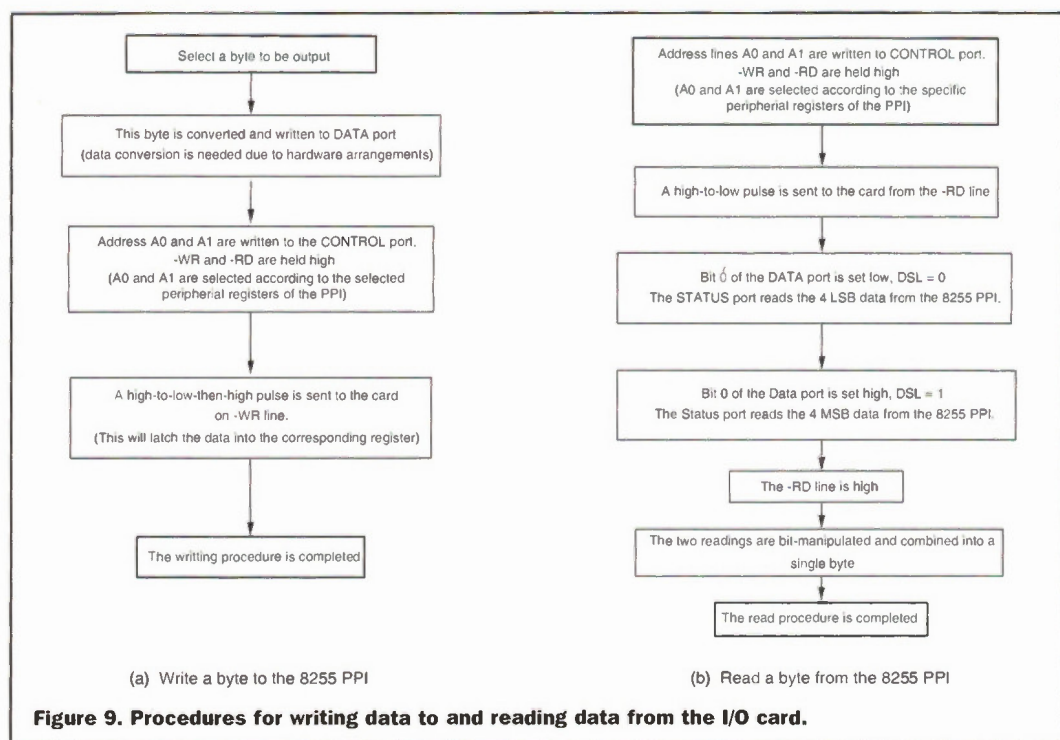 Select a byte to be output
This byte is converted and written to DATA port
(data conversion is needed due to hardware arrangements)
Address A0 and A1 are written to the CONTROL port.
-WR and -RD are held high
(A0 and A1 are selected according to the selected
peripherial registers of the PPI)
A high-to-low-then-high pulse is sent to the card
on -WR line.
(This will latch the data into the corresponding register)
The writting procedure is completed
(a) Write a byte to the 8255 PPI
Address lines A0 and A1 are written to CONTROL port.
-WR and -RD are held high
(A0 and A1 are selected according to the specific
peripherial registers of the PPI)
A high-to-low pulse is sent to the card from the -RD line
Bit 0 of the DATA port is set low, DSL = 0
The STATUS port reads the 4 LSB data from the 8255 PPI.
Bit 0 of the Data port is set high, DSL = 1
The Status port reads the 4 MSB data from the 8255 PPI.
The -RD line is high
The two readings are bit-manipulated and combined into a
single byte
The read procedure is completed
(b) Read a byte from the 8255 PPI
Figure 9. Procedures for writing data to and reading data from the I/O card.